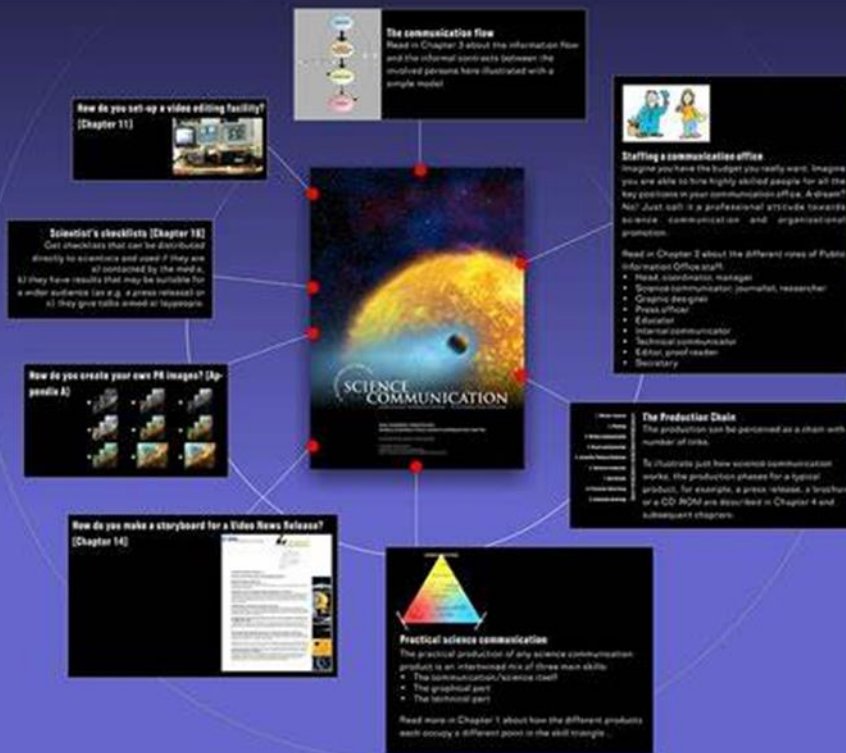 The communication flow
Read in Chapter 3 about the information flow
and the informal contracts between the
involved persons here illustrated with a
simple model
How do you set-up a video editing facility?
[Chapter 11]
Staffing a communication office
Imagine you have the budget you really want. Imagine
you are able to hire highly skilled people for all the
key positions in your communication office. A dream?
No! Just call it a professional attitude towards
science communication and organizational
promotion.
Read in Chapter 2 about the different roles of Public
Information Office staff:
• Head, coordinator, manager
• Science communicator, journalist, researcher
• Graphic designer
• Press officer
• Educator
• Internal communicator
• Technical communicator
• Editor, proof reader
• Secretary
Scientist's checklists [Chapter 18]
Get checklists that can be distributed
directly to scientists and used if they are
a) contacted by the media,
b) they have results that may be suitable for
a wider audience (as e.g. a press release) or
c) they give talks aimed at laypeople.
SCIENCE
COMMUNICATION
How do you create your own PR images? [Ap-
pendix A]
The Production Chain
The production can be perceived as a chain with
number of links.
To illustrate just how science communication
works, the production phases for a typical
product, for example, a press release, a brochure
or a CD ROM are described in Chapter 4 and
subsequent chapters.
How do you make a storyboard for a Video News Release?
[Chapter 14]
Practical science communication
The practical production of any science communication
product is an intertwined mix of three main skills:
• The communication/science itself
• The graphical part
• The technical part
Read more in Chapter 1 about how the different products
each occupy a different point in the skill triangle ..